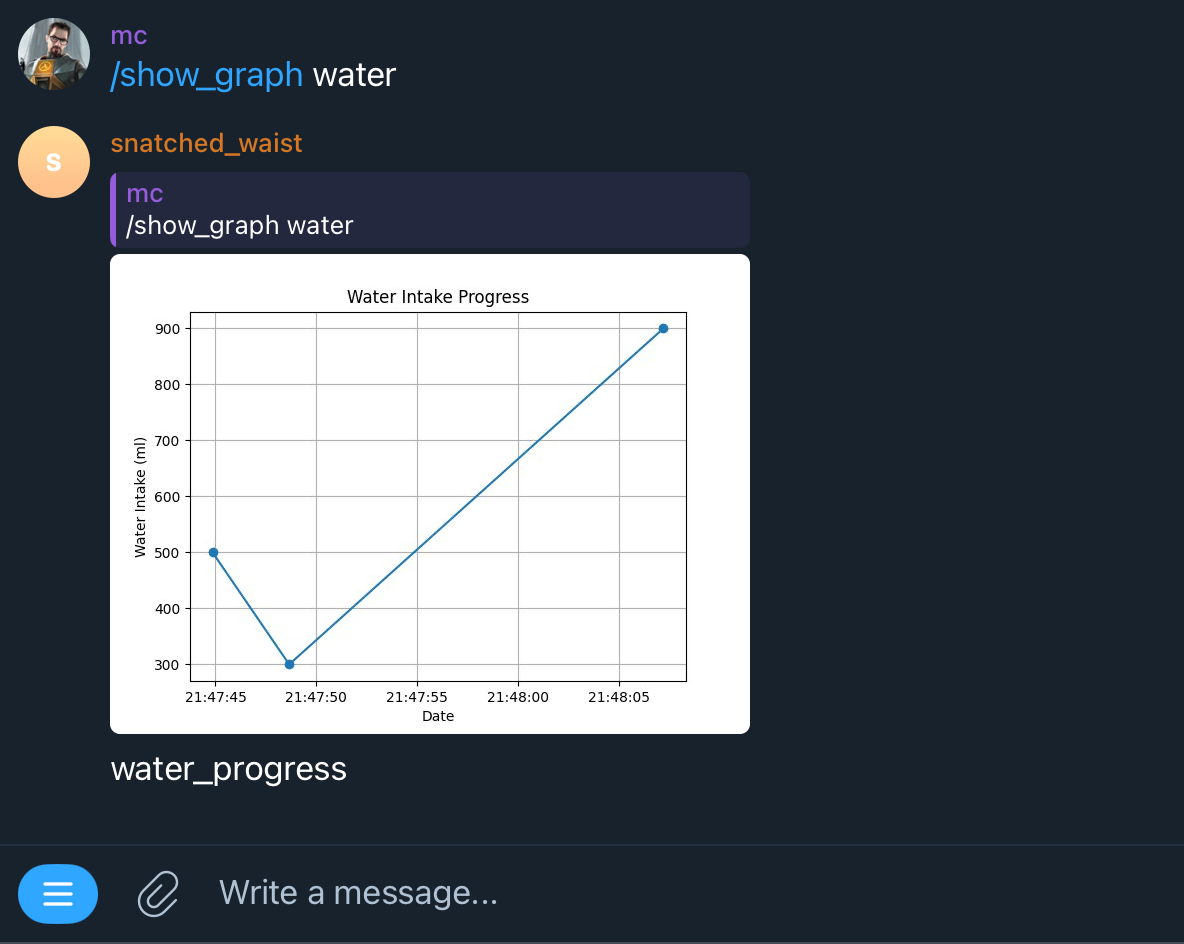 mc
/show_graph water
S
snatched_waist
mc
/show_graph water
Water Intake Progress
900
800
700
600
500
400
300
Water Intake (ml)
21:47:45 21:47:50 21:47:55 21:48:00 21:48:05
Date
water_progress
Write a message...